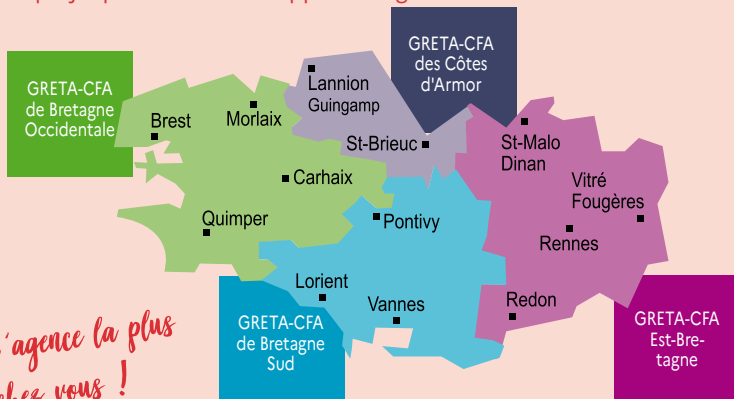 GRETA-CFA
des Côtes
d'Armor
GRETA-CFA
de Bretagne
Occidentale
Lannion
Guingamp
Brest
Morlaix
St-Brieuc
St-Malo
Dinan
Carhaix
Vitré
Fougères
Quimper
Pontivy
Rennes
Lorient
Vannes
Redon
GRETA-CFA
de Bretagne
Sud
GRETA-CFA
Est-Bre-
tagne
'agence la plus
chez vous !